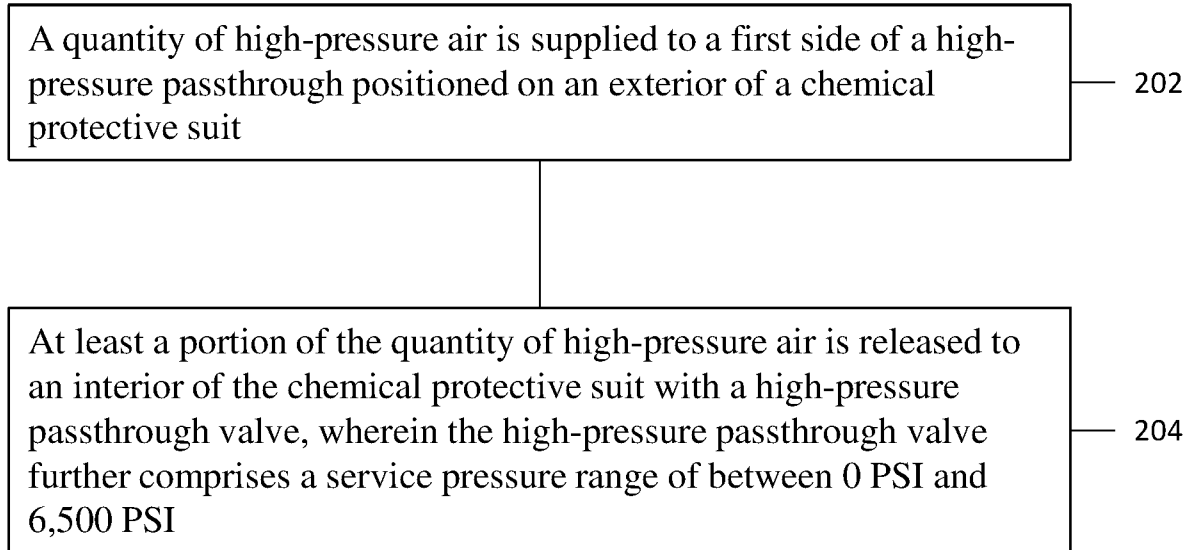 A quantity of high-pressure air is supplied to a first side of a high-
pressure passthrough positioned on an exterior of a chemical
protective suit
202
At least a portion of the quantity of high-pressure air is released to
an interior of the chemical protective suit with a high-pressure
passthrough valve, wherein the high-pressure passthrough valve
further comprises a service pressure range of between 0 PSI and
6,500 PSI
204